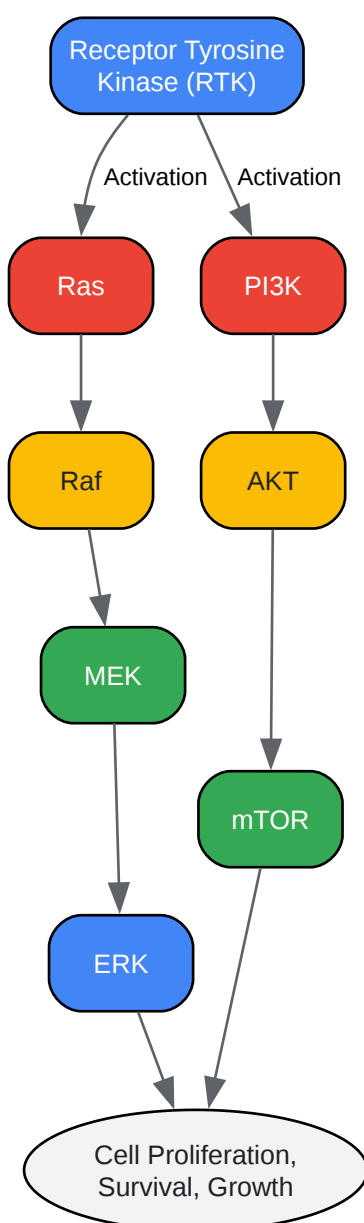 Receptor Tyrosine
Kinase (RTK)
Activation
Activation
Ras
PI3K
Raf
AKT
MEK
mTOR
ERK
Cell Proliferation,
Survival, Growth